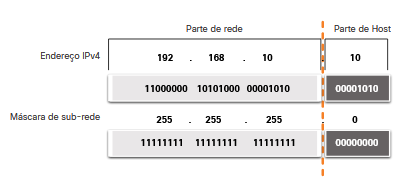 Parte de rede Parte de Host
Endereço IPv4 192 . 168 . 10 . 10
11000000 10101000 00001010 00001010
Máscara de sub-rede 255 . 255 . 255 . 0
11111111 11111111 11111111 00000000